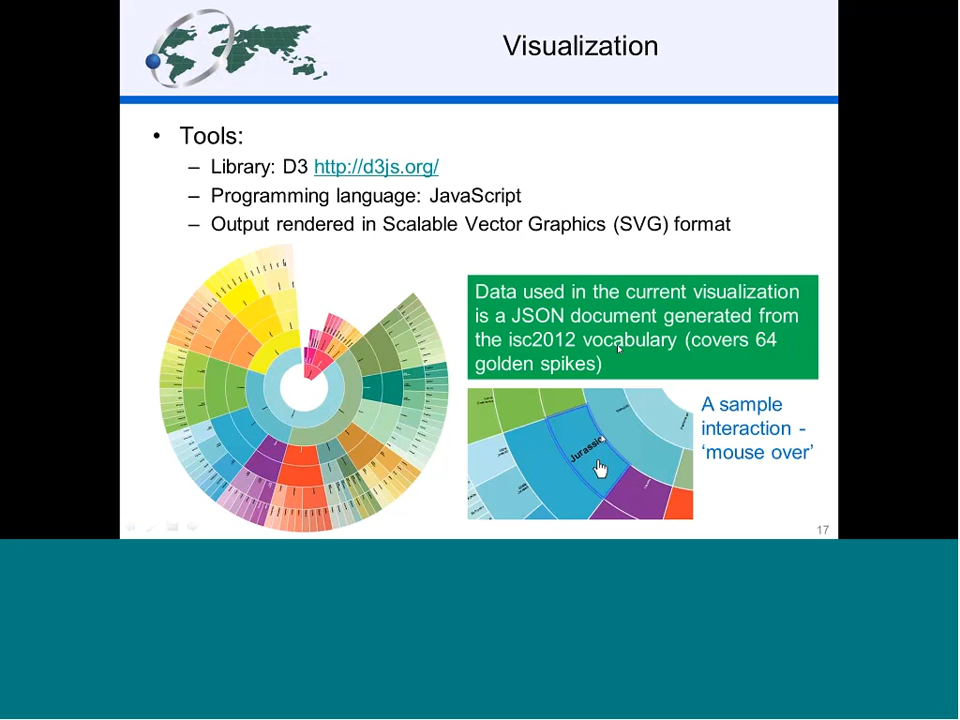 Visualization
• Tools:
– Library: D3 http://d3js.org/
– Programming language: JavaScript
– Output rendered in Scalable Vector Graphics (SVG) format
Data used in the current visualization
is a JSON document generated from
the isc2012 vocabulary (covers 64
golden spikes)
Jurassic
A sample
interaction -
‘mouse over’
17